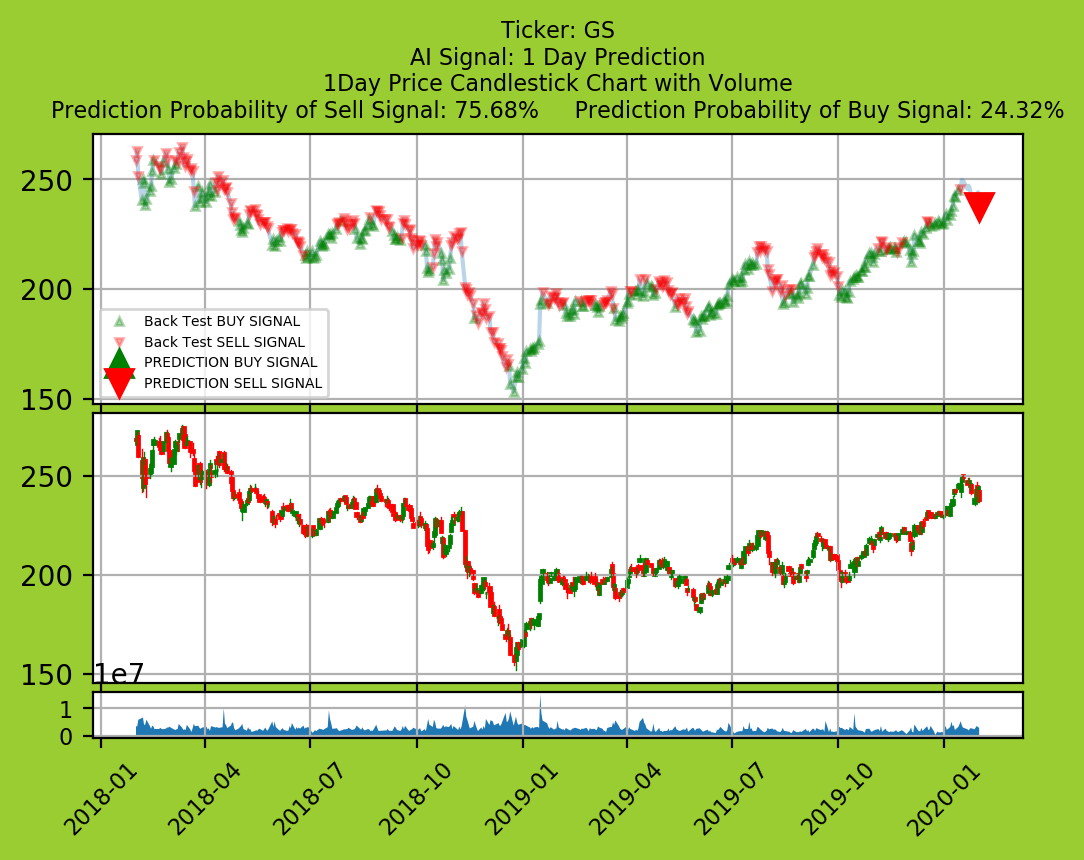 Ticker: GS
AI Signal: 1 Day Prediction
1Day Price Candlestick Chart with Volume
Prediction Probability of Sell Signal: 75.68%     Prediction Probability of Buy Signal: 24.32%
250
200
150
Back Test BUY SIGNAL
Back Test SELL SIGNAL
PREDICTION BUY SIGNAL
PREDICTION SELL SIGNAL
250
200
150
1e7
1
0
2018-01 2018-04 2018-07 2018-10 2019-01 2019-04 2019-07 2019-10 2020-01